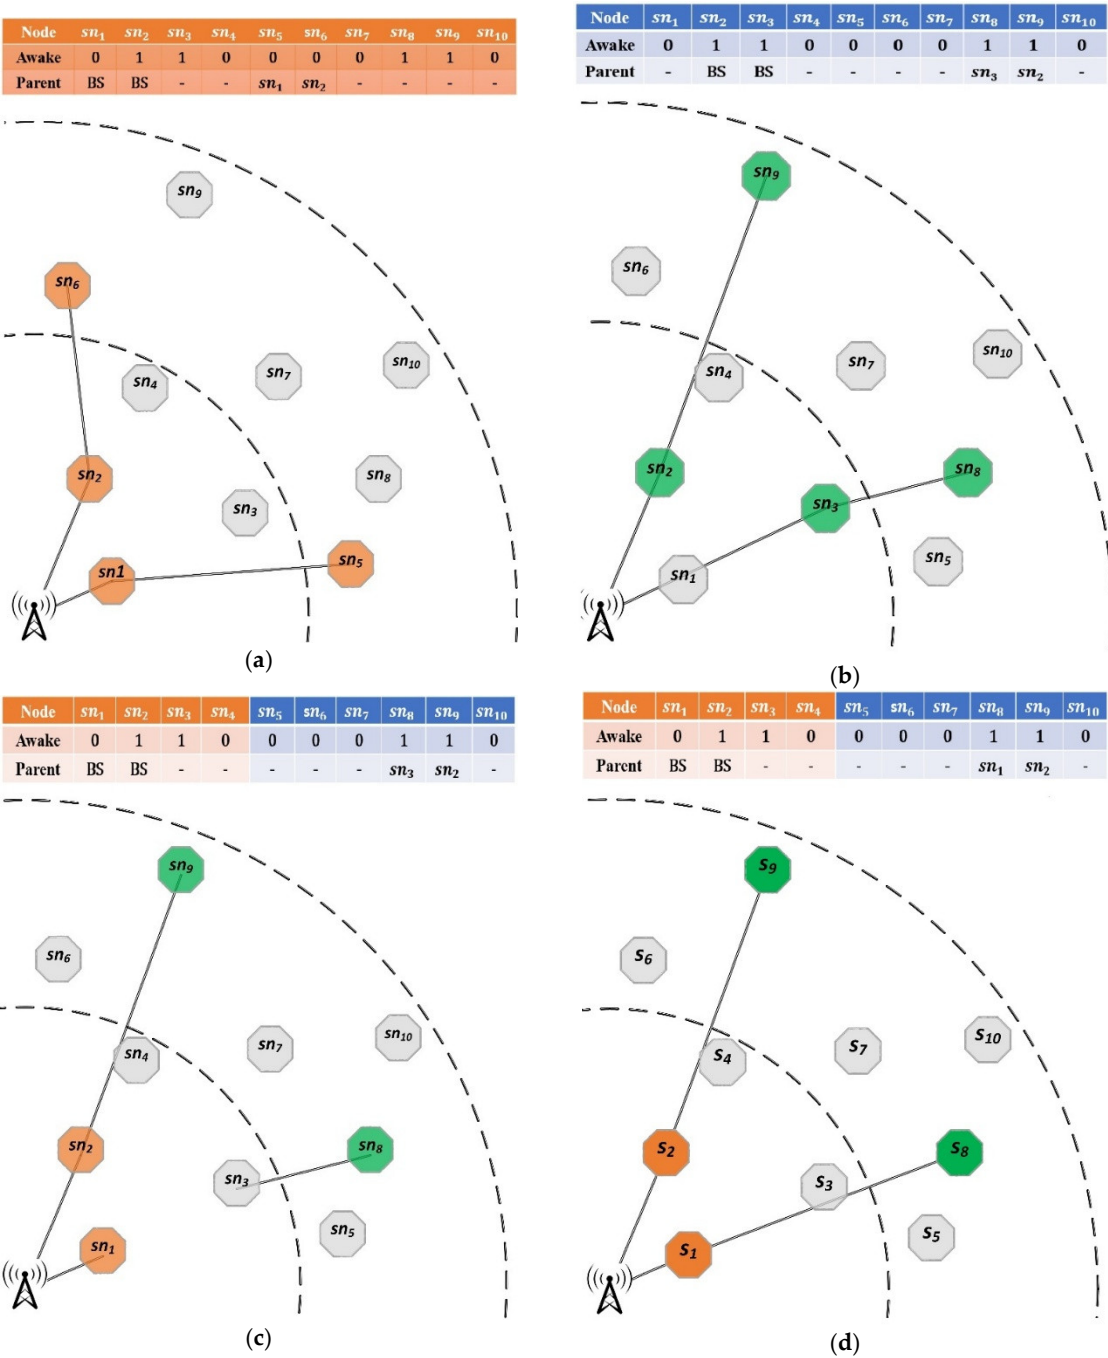 Node sn1 sn2 sn3 sn4 sn5 sn6 sn7 sn8 sn9 sn10
Awake 0 1 1 0 0 0 0 1 1 0
Parent BS BS - - sn1 sn2 - - - -
sn9
sn6
sn4
sn7
sn10
sn2
sn8
sn3
sn1
sn5
(a)
Node sn1 sn2 sn3 sn4 sn5 sn6 sn7 sn8 sn9 sn10
Awake 0 1 1 0 0 0 0 1 1 0
Parent - BS BS - - - - sn3 sn2 -
sn9
sn6
sn4
sn7
sn10
sn2
sn8
sn3
sn1
sn5
(b)
Node sn1 sn2 sn3 sn4 sn5 sn6 sn7 sn8 sn9 sn10
Awake 0 1 1 0 0 0 0 1 1 0
Parent BS BS - - - - - sn3 sn2 -
sn9
sn6
sn4
sn7
sn10
sn2
sn8
sn3
sn5
sn1
(c)
Node sn1 sn2 sn3 sn4 sn5 sn6 sn7 sn8 sn9 sn10
Awake 0 1 1 0 0 0 0 1 1 0
Parent BS BS - - - - - sn1 sn2 -
S9
S6
S4
S7
S10
S2
S8
S3
S5
S1
(d)